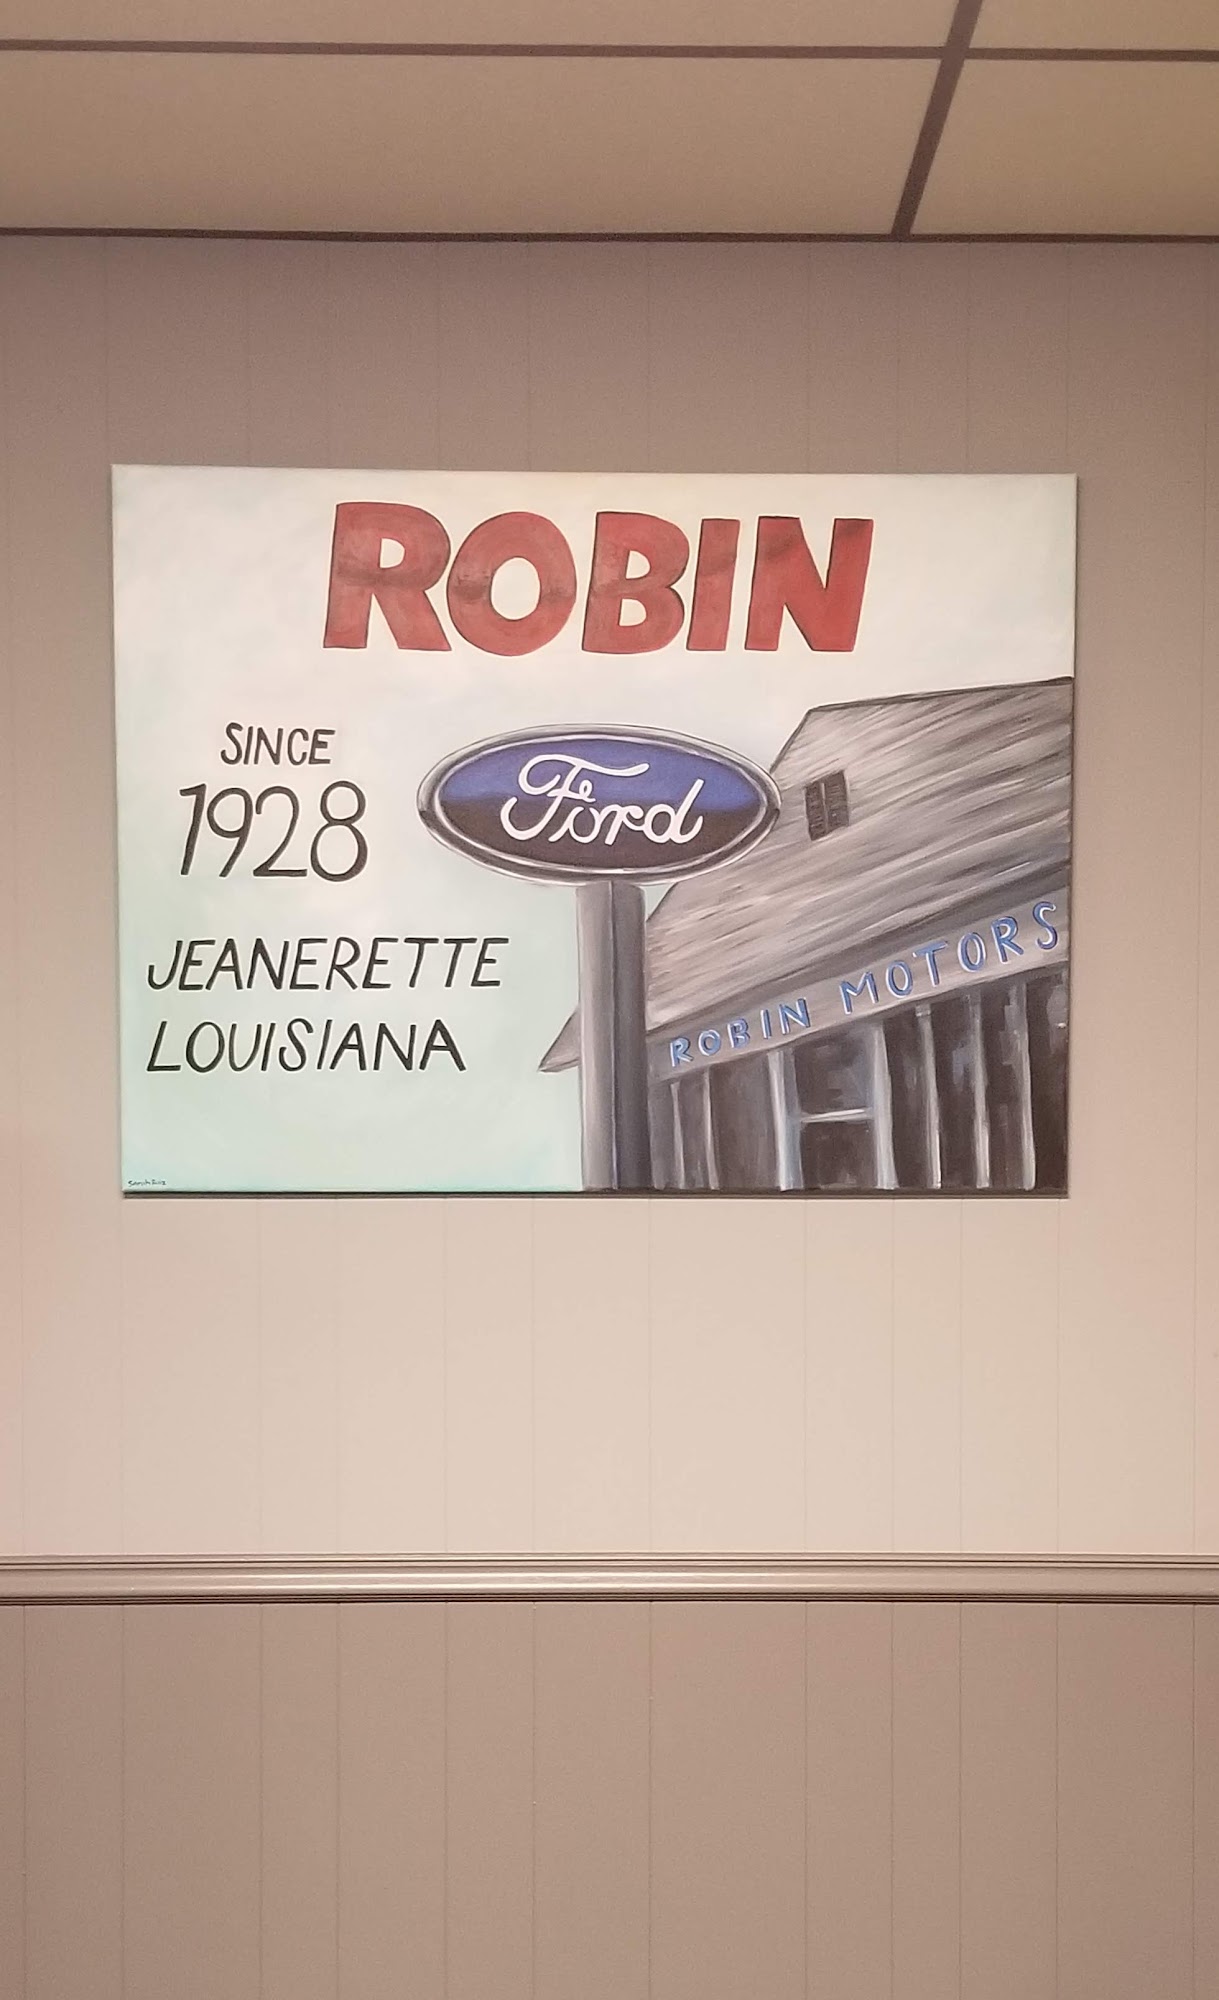 ROBIN
SINCE
1928
Ford
JEANERETTE
LOUISIANA
ROBIN MOTORS